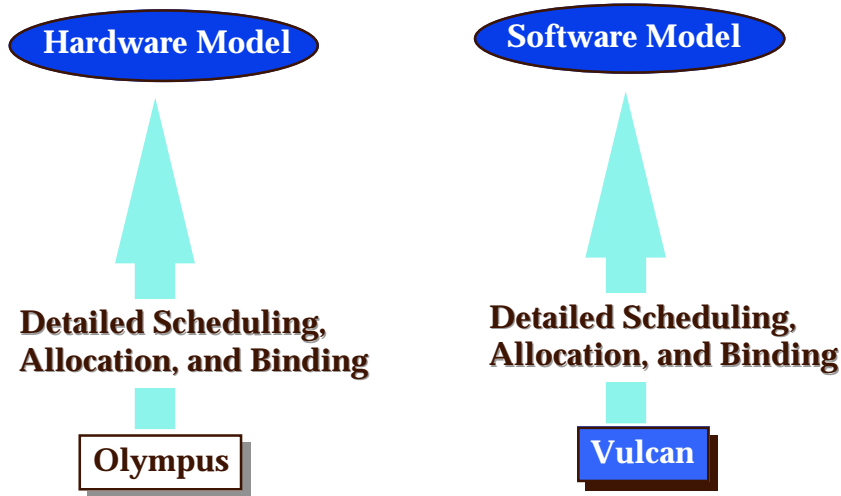 Hardware Model
Software Model
Detailed Scheduling,
Allocation, and Binding
Detailed Scheduling,
Allocation, and Binding
Olympus
Vulcan